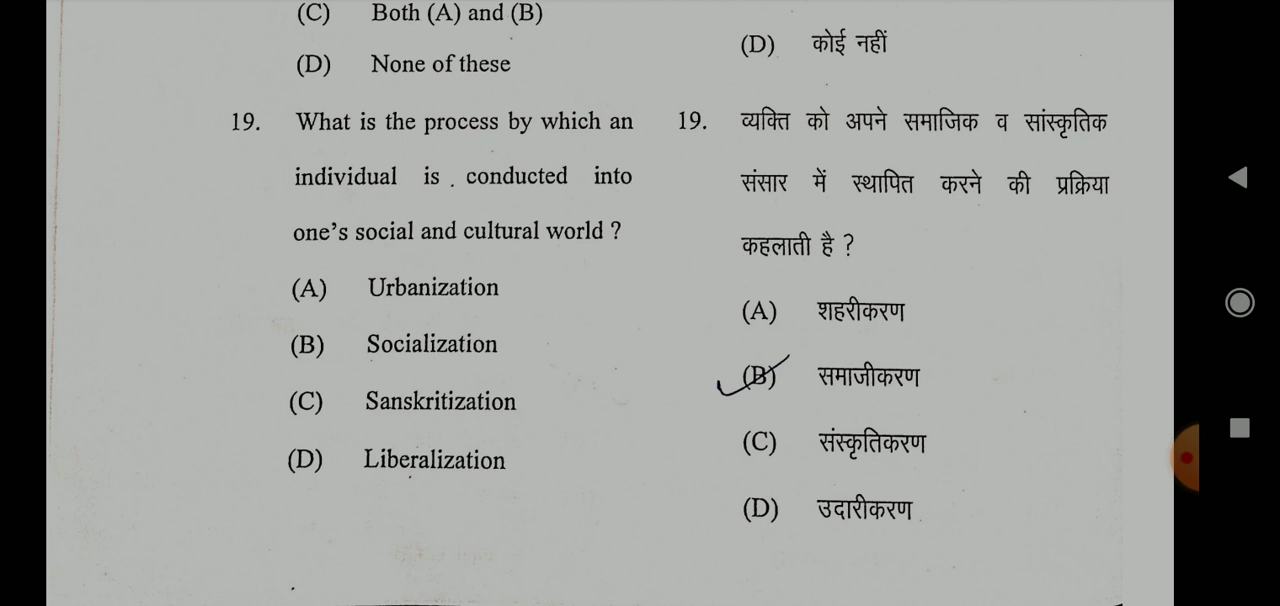 (C) Both (A) and (B)
(D) None of these
19. What is the process by which an
individual is conducted into
one's social and cultural world ?
(A) Urbanization
(B) Socialization
(C) Sanskritization
(D) Liberalization
(D) कोई नहीं
19. व्यक्ति को अपने समाजिक व सांस्कृतिक
संसार में स्थापित करने की प्रक्रिया
कहलाती है ?
(A) शहरीकरण
(B) समाजीकरण
(C) संस्कृतिकरण
(D) उदारीकरण